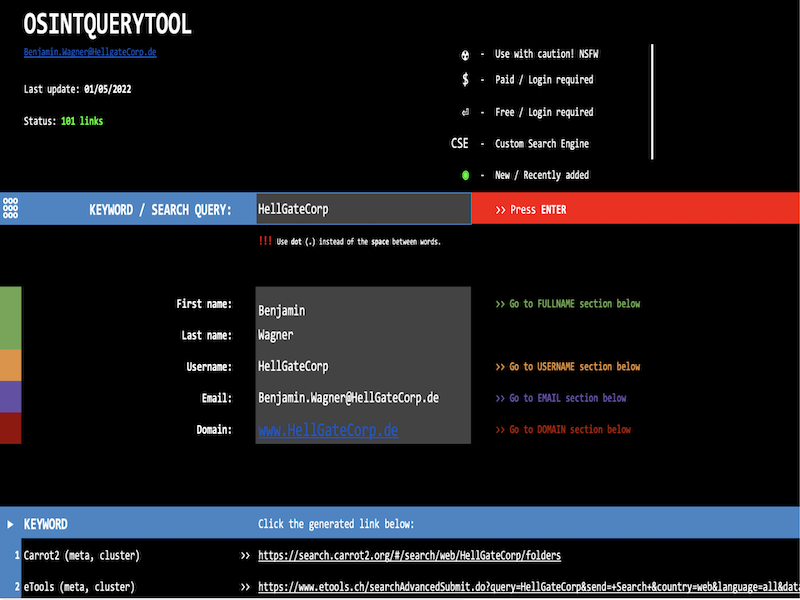 OSINTQUERYTOOL
Benjamin.Wagner@HellgateCorp.de
Last update: 01/05/2022
Status: 101 links
☢ - Use with caution! NSFW
$ - Paid / Login required
⏎ - Free / Login required
CSE - Custom Search Engine
- New / Recently added
KEYWORD / SEARCH QUERY: HellGateCorp >> Press ENTER
!!! Use dot (.) instead of the space between words.
First name: Benjamin >> Go to FULLNAME section below
Last name: Wagner
Username: HellGateCorp >> Go to USERNAME section below
Email: Benjamin.Wagner@HellGateCorp.de >> Go to EMAIL section below
Domain: www.HellGateCorp.de >> Go to DOMAIN section below
KEYWORD Click the generated link below:
1 Carrot2 (meta, cluster) >> https://search.carrot2.org/#/search/web/HellGateCorp/folders
2 eTools (meta, cluster) >> https://www.etools.ch/searchAdvancedSubmit.do?query=HellGateCorp&send=+Search+&country=web&language=all&dat